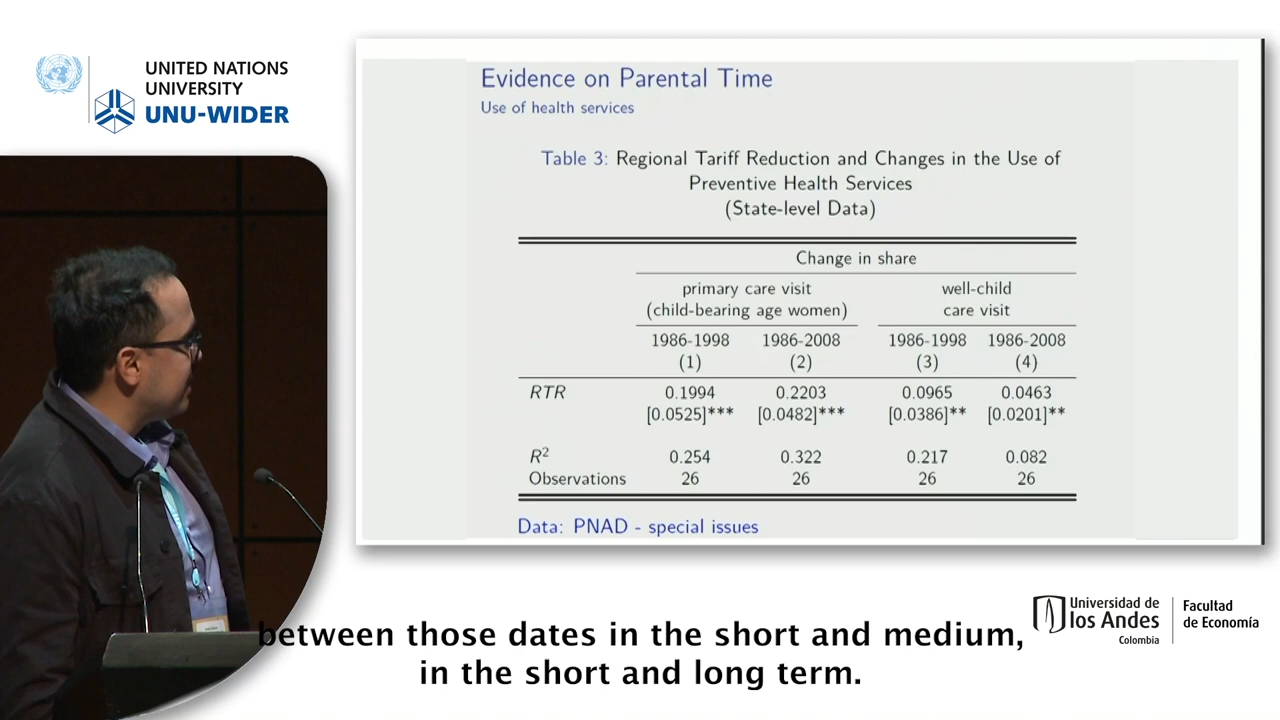 UNITED NATIONS
UNIVERSITY
UNU-WIDER
Evidence on Parental Time
Use of health services
Table 3: Regional Tariff Reduction and Changes in the Use of
Preventive Health Services
(State-level Data)
Change in share
primary care visit well-child
(child-bearing age women) care visit
1986-1998 1986-2008 1986-1998 1986-2008
(1) (2) (3) (4)
RTR 0.1994 0.2203 0.0965 0.0463
[0.0525]*** [0.0482]*** [0.0386]** [0.0201]**
R² 0.254 0.322 0.217 0.082
Observations 26 26 26 26
Data: PNAD - special issues
Universidad de
los Andes
Colombia
Facultad
de Economía
between those dates in the short and medium,
in the short and long term.